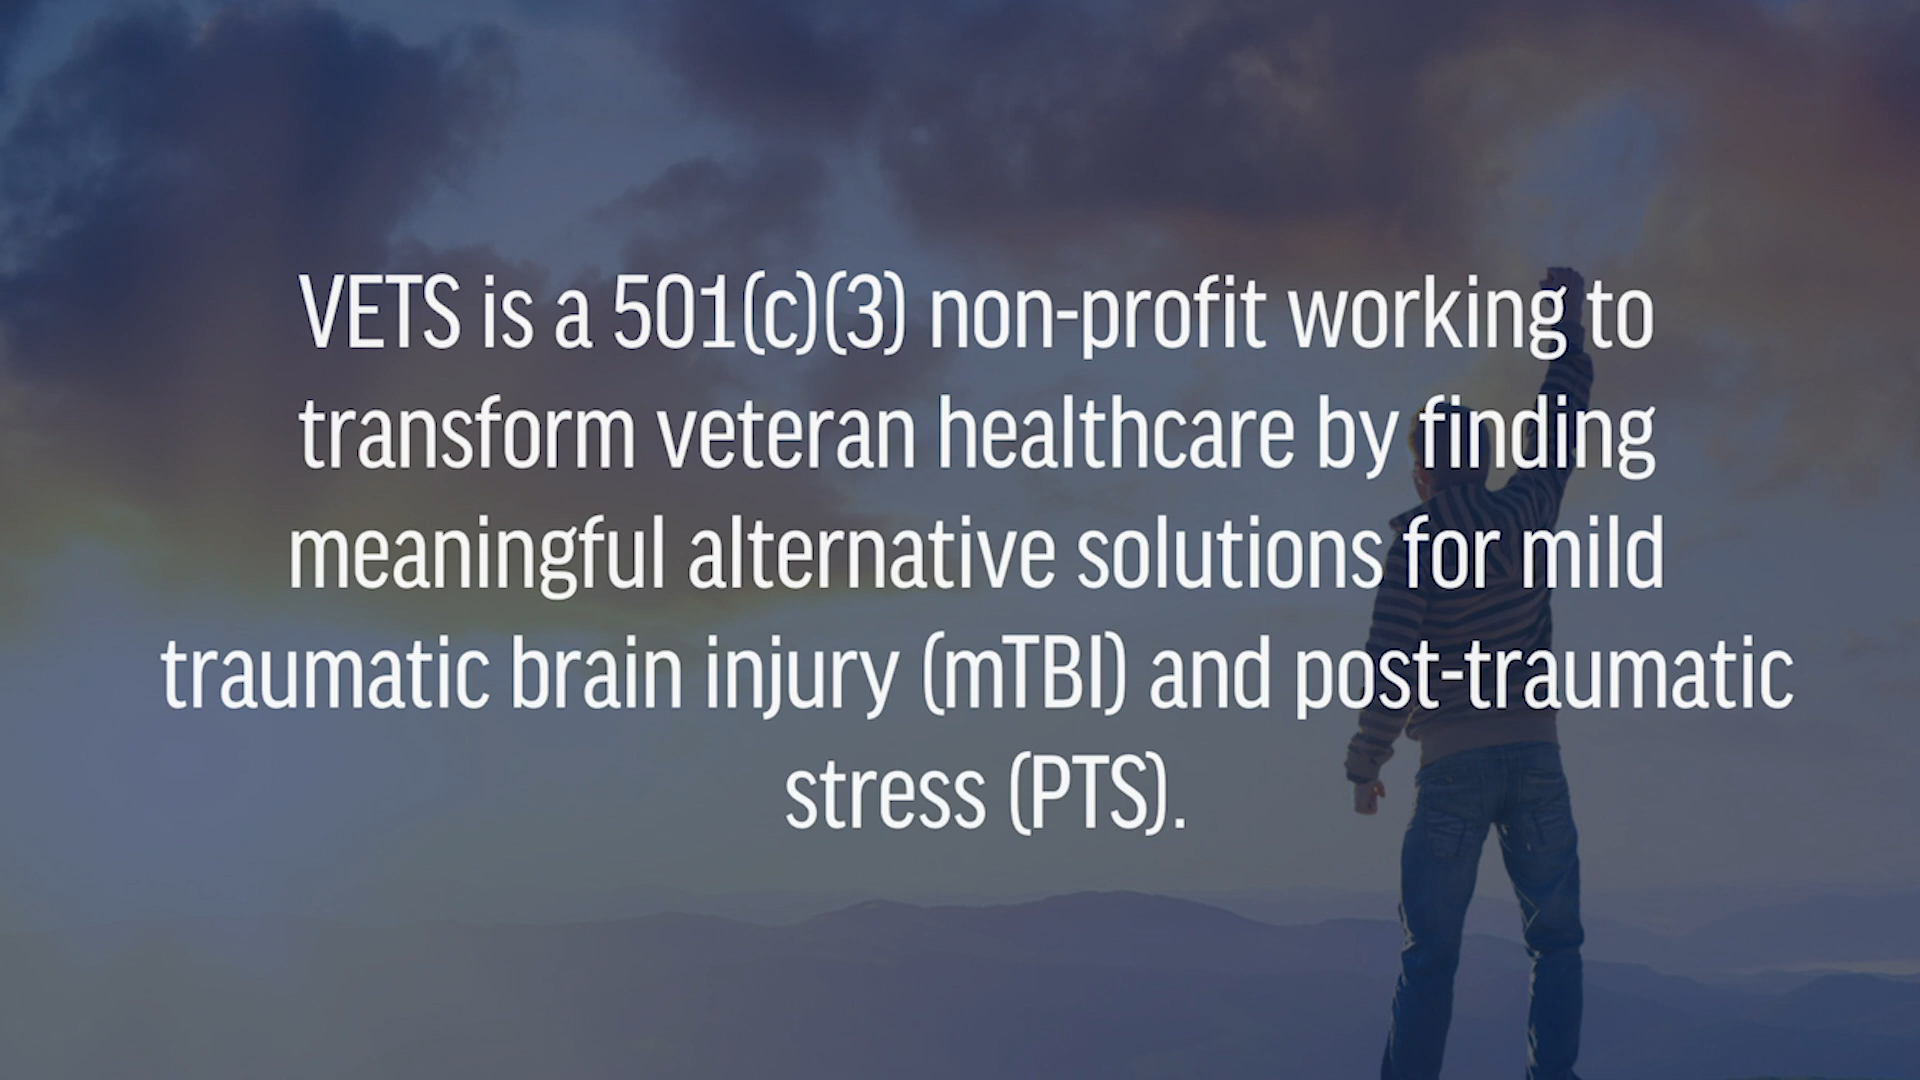 VETS is a 501(c)(3) non-profit working to
transform veteran healthcare by finding
meaningful alternative solutions for mild
traumatic brain injury (mTBI) and post-traumatic
stress (PTS).